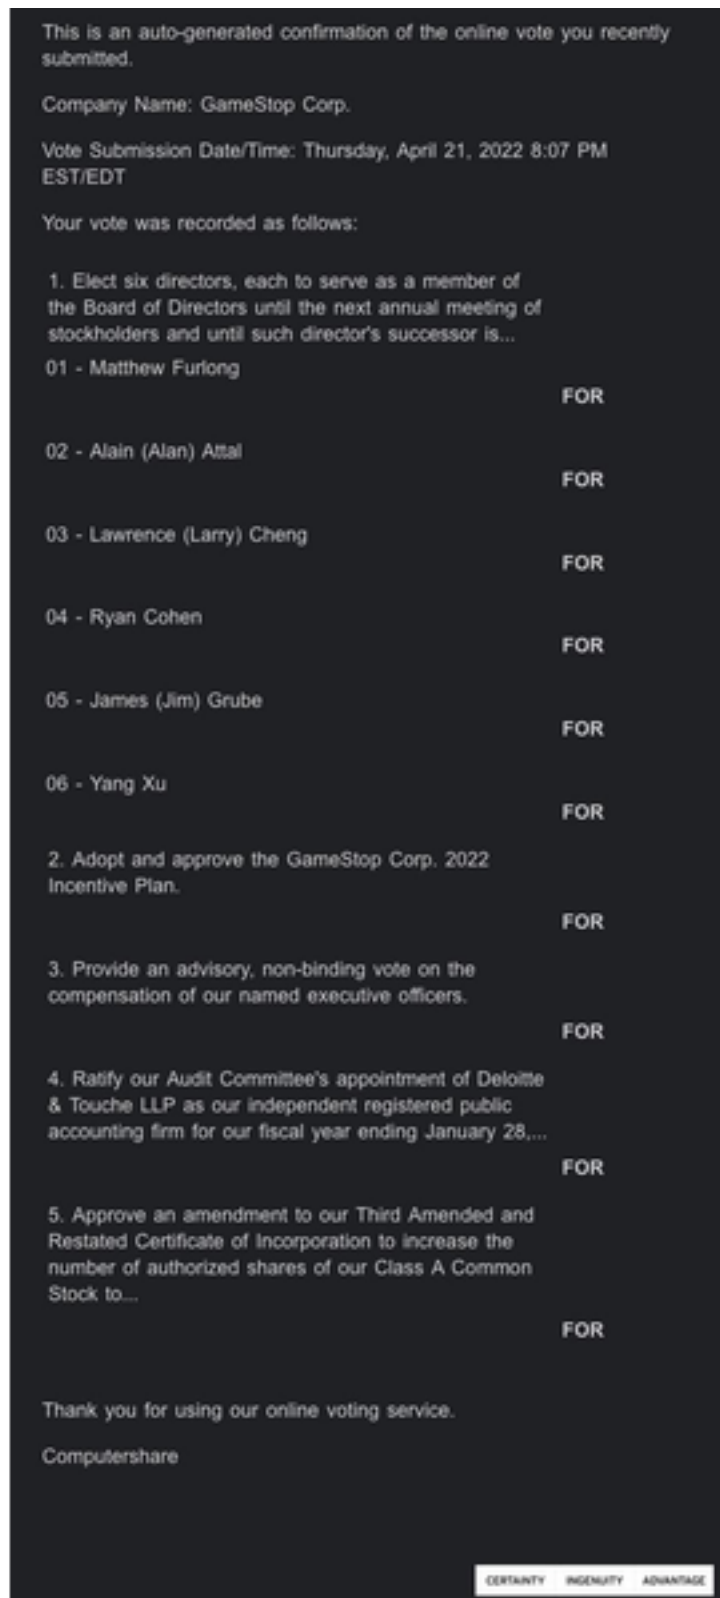 This is an auto-generated confirmation of the online vote you recently
submitted.
Company Name: GameStop Corp.
Vote Submission Date/Time: Thursday, April 21, 2022 8:07 PM
EST/EDT
Your vote was recorded as follows:
1. Elect six directors, each to serve as a member of
the Board of Directors until the next annual meeting of
stockholders and until such director's successor is...
01 - Matthew Furlong
FOR
02 - Alain (Alan) Attal
FOR
03 - Lawrence (Larry) Cheng
FOR
04 - Ryan Cohen
FOR
05 - James (Jim) Grube
FOR
06 - Yang Xu
FOR
2. Adopt and approve the GameStop Corp. 2022
Incentive Plan.
FOR
3. Provide an advisory, non-binding vote on the
compensation of our named executive officers.
FOR
4. Ratify our Audit Committee's appointment of Deloitte
& Touche LLP as our independent registered public
accounting firm for our fiscal year ending January 28,...
FOR
5. Approve an amendment to our Third Amended and
Restated Certificate of Incorporation to increase the
number of authorized shares of our Class A Common
Stock to...
FOR
Thank you for using our online voting service.
Computershare
CERTAINTY INGENUITY ADVANTAGE